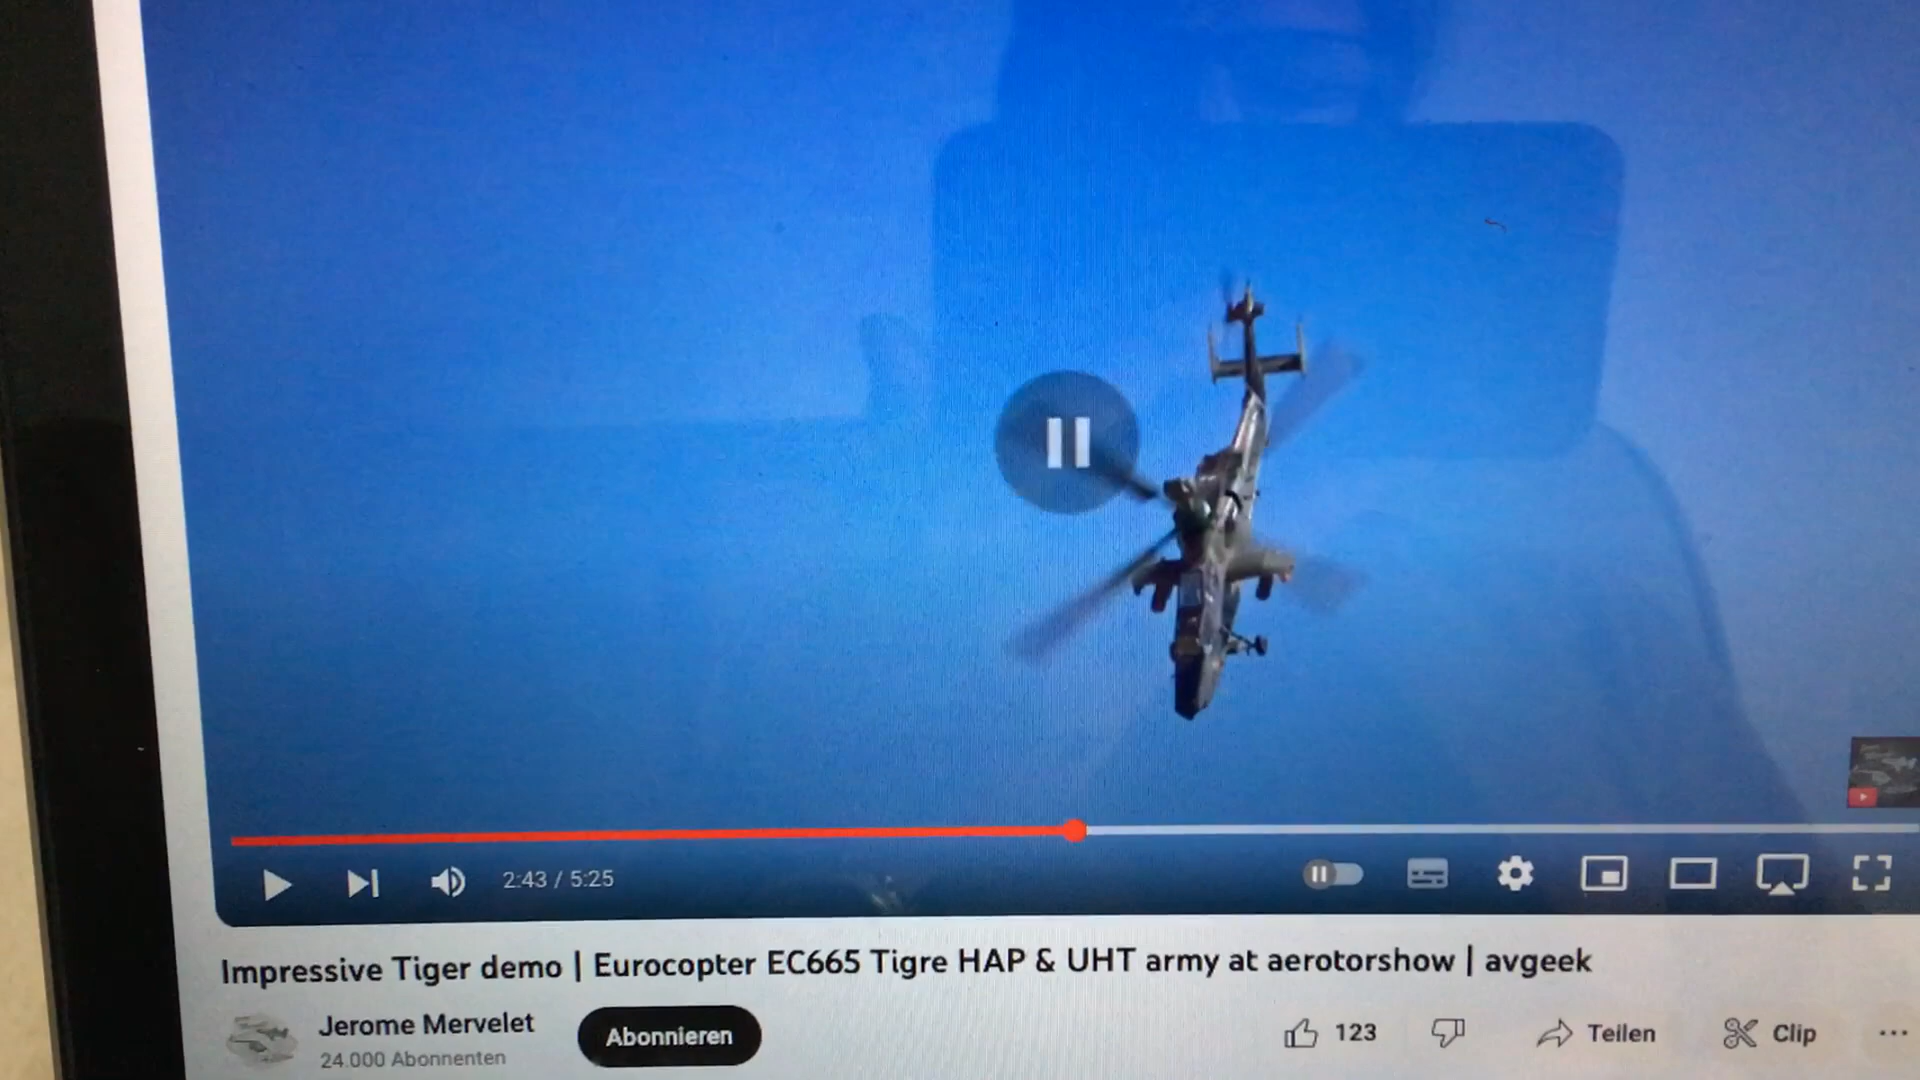 2:43 / 5:25
Impressive Tiger demo | Eurocopter EC665 Tigre HAP & UHT army at aerotorshow | avgeek
Jerome Mervelet
24.000 Abonnenten
Abonnieren
123
Teilen
Clip